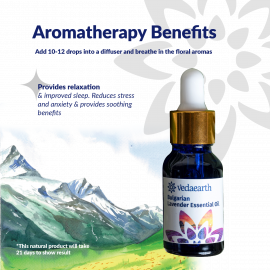 Aromatherapy Benefits
Add 10-12 drops into a diffuser and breathe in the floral aromas
Provides relaxation
& improved sleep. Reduces stress
and anxiety & provides soothing
benefits
vedaearth
Bulgarian
Lavender Essential Oil
*This natural product will take
21 days to show result